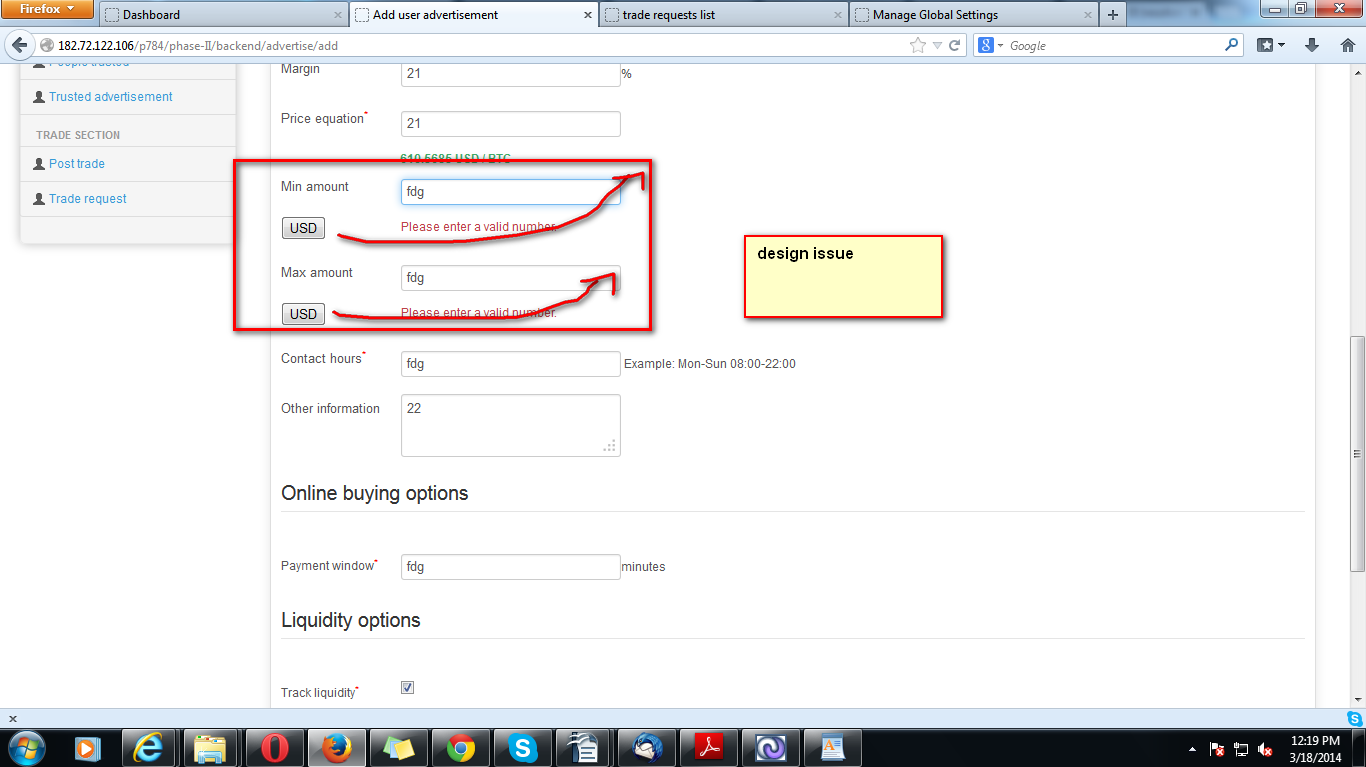 Firefox
Dashboard
Add user advertisement
trade requests list
Manage Global Settings
182.72.122.106/p784/phase-II/backend/advertise/add
Google
People trusted
Margin
21
%
Trusted advertisement
Price equation*
21
TRADE SECTION
610.5685 USD / BTC
Post trade
Min amount
fdg
Trade request
USD
Please enter a valid number.
design issue
Max amount
fdg
USD
Please enter a valid number.
Contact hours*
fdg
Example: Mon-Sun 08:00-22:00
Other information
22
Online buying options
Payment window*
fdg
minutes
Liquidity options
Track liquidity*
12:19 PM
3/18/2014